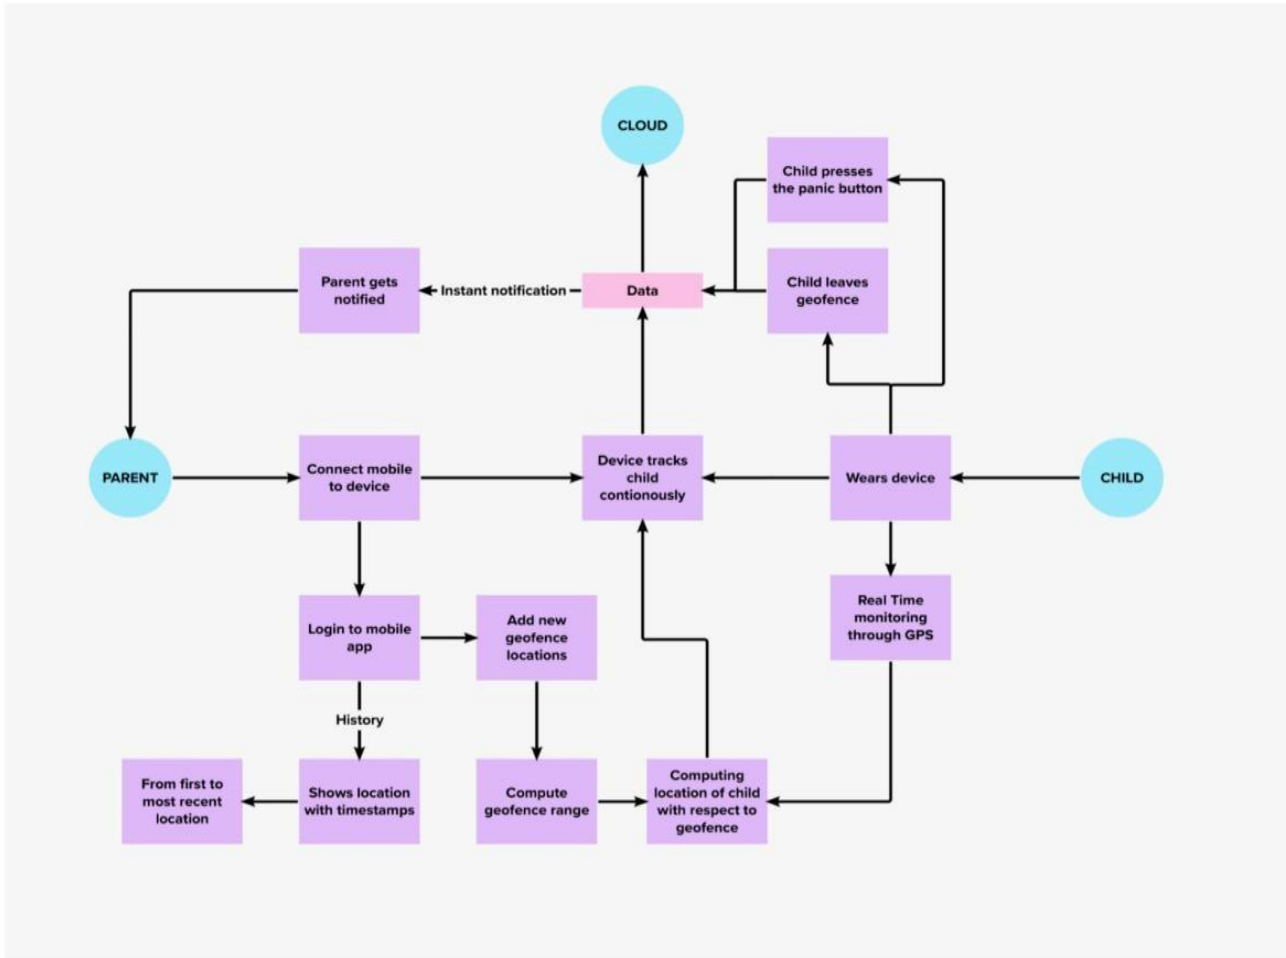 CLOUD
Child presses
the panic button
Parent gets
notified
Instant notification
Data
Child leaves
geofence
PARENT
Connect mobile
to device
Device tracks
child
contionously
Wears device
CHILD
Login to mobile
app
Add new
geofence
locations
Real Time
monitoring
through GPS
History
From first to
most recent
location
Shows location
with timestamps
Compute
geofence range
Computing
location of child
with respect to
geofence